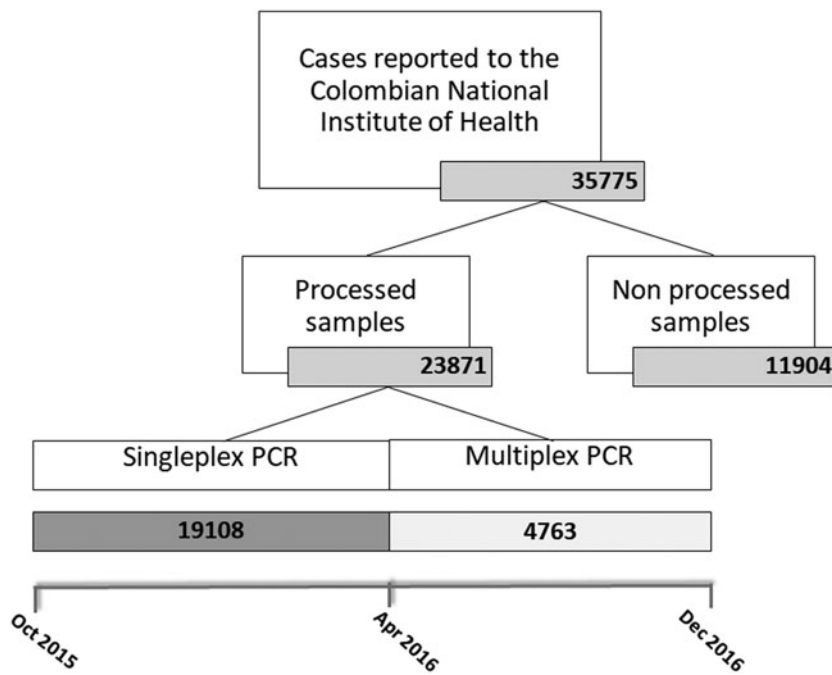 Cases reported to the
Colombian National
Institute of Health
35775
Processed
samples
23871
Non processed
samples
11904
Singleplex PCR
Multiplex PCR
19108
4763
Oct 2015
Apr 2016
Dec 2016